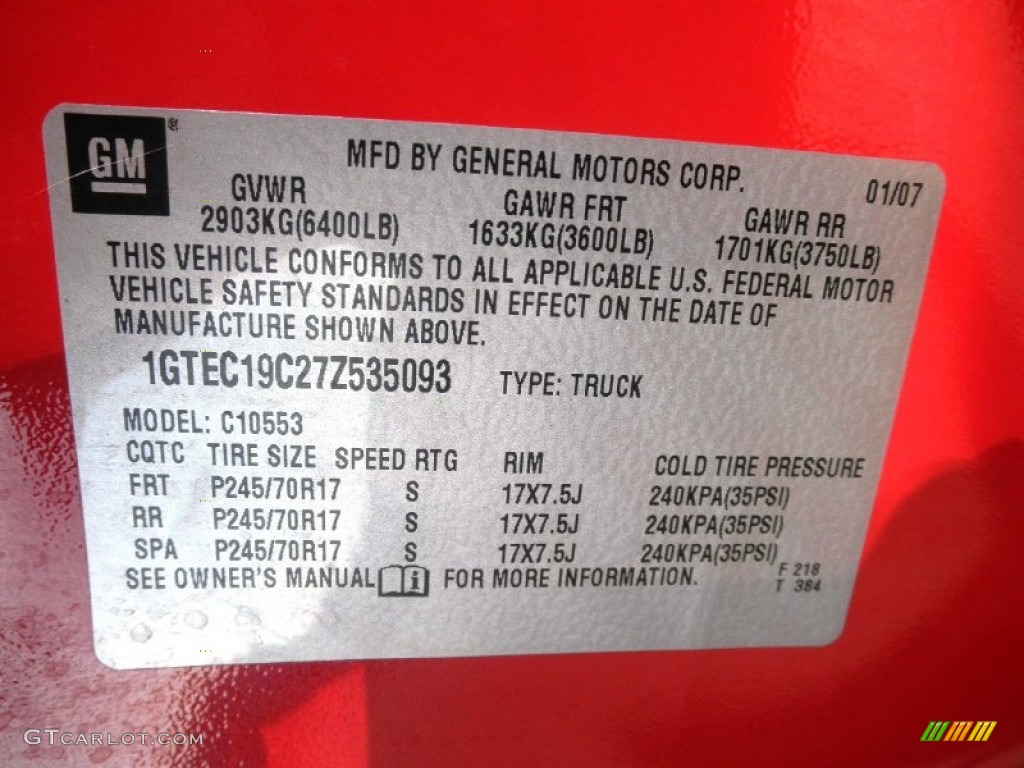 GM®
MFD BY GENERAL MOTORS CORP. 01/07
GVWR GAWR FRT GAWR RR
2903KG(6400LB) 1633KG(3600LB) 1701KG(3750LB)
THIS VEHICLE CONFORMS TO ALL APPLICABLE U.S. FEDERAL MOTOR
VEHICLE SAFETY STANDARDS IN EFFECT ON THE DATE OF
MANUFACTURE SHOWN ABOVE.
1GTEC19C27Z535093 TYPE: TRUCK
MODEL: C10553
CQTC TIRE SIZE SPEED RTG RIM COLD TIRE PRESSURE
FRT P245/70R17 S 17X7.5J 240KPA(35PSI)
RR P245/70R17 S 17X7.5J 240KPA(35PSI)
SPA P245/70R17 S 17X7.5J 240KPA(35PSI)
SEE OWNER'S MANUAL i FOR MORE INFORMATION.
F 218
T 384
GTCARLOT.COM